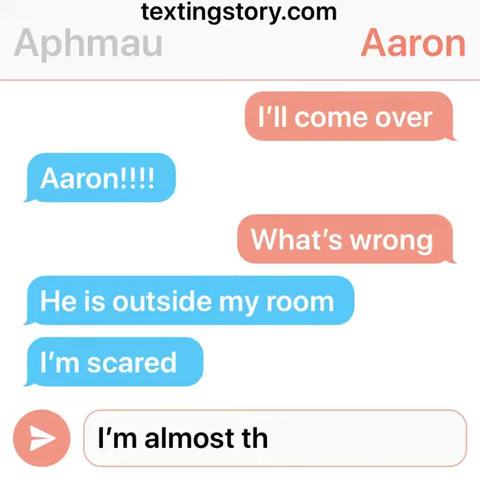 textingstory.com
Aphmau
Aaron
I'll come over
Aaron!!!!
What's wrong
He is outside my room
I'm scared
I'm almost th